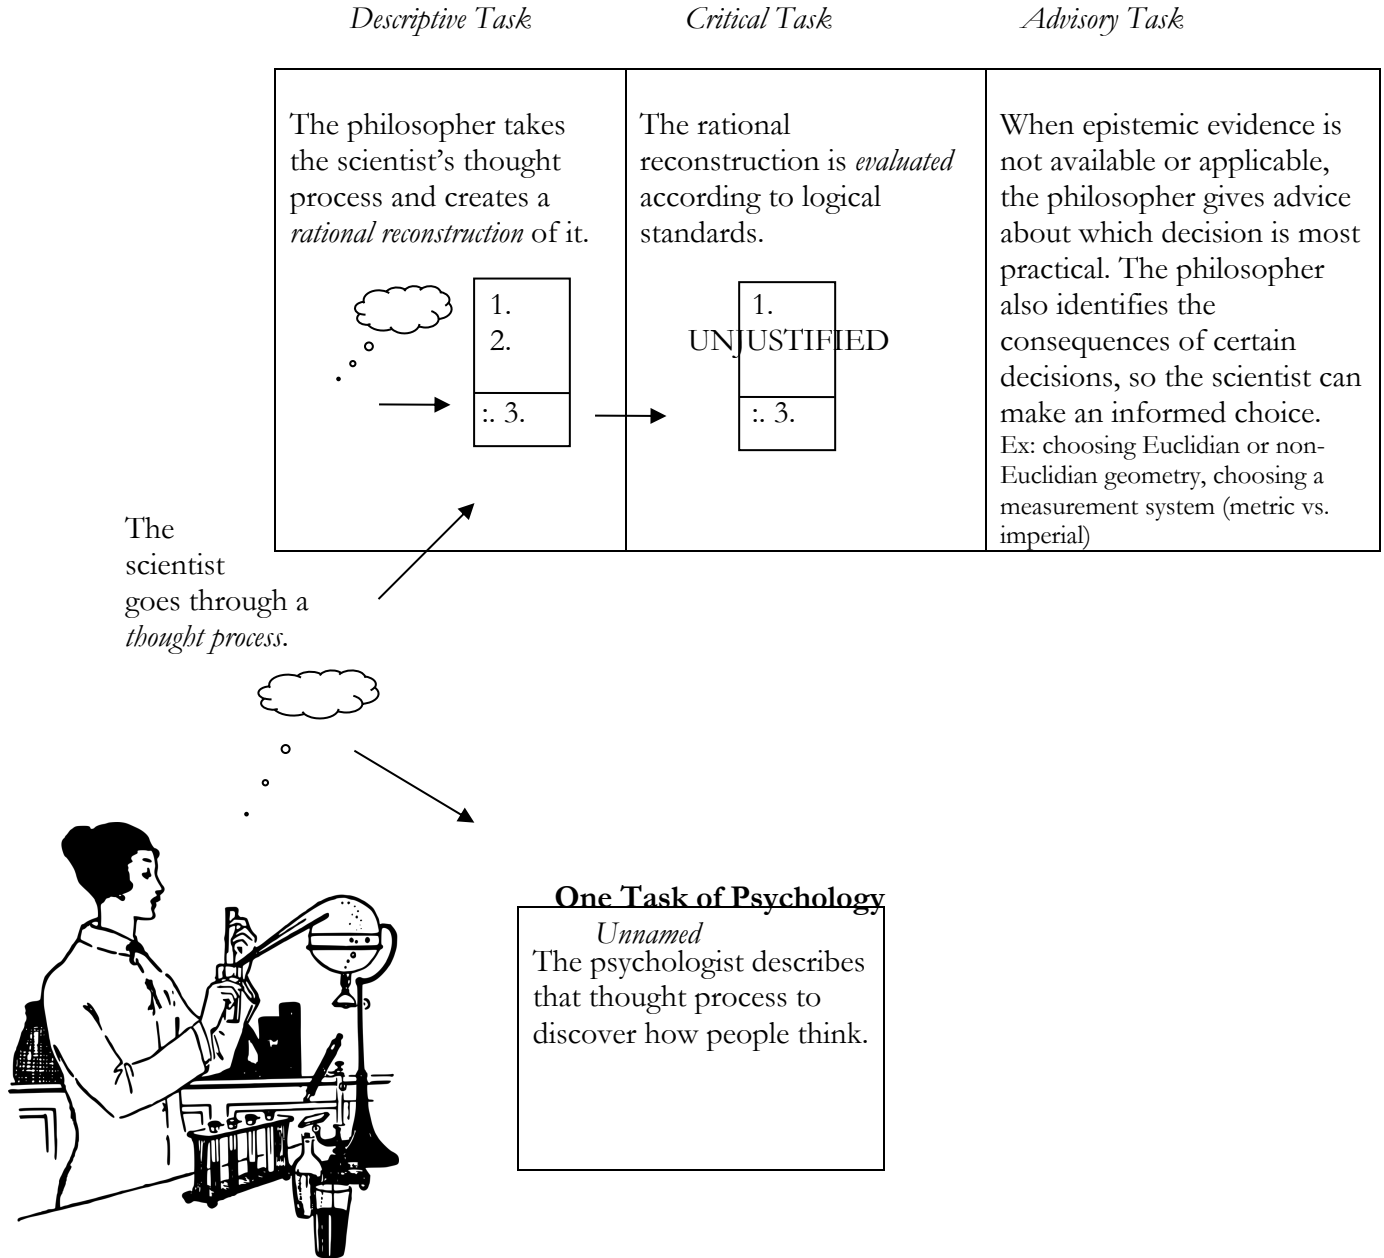 Descriptive Task
Critical Task
Advisory Task
The philosopher takes
the scientist’s thought
process and creates a
rational reconstruction of it.
1.
2.
:. 3.
The rational
reconstruction is evaluated
according to logical
standards.
1.
UNJUSTIFIED
:. 3.
When epistemic evidence is
not available or applicable,
the philosopher gives advice
about which decision is most
practical. The philosopher
also identifies the
consequences of certain
decisions, so the scientist can
make an informed choice.
Ex: choosing Euclidian or non-
Euclidian geometry, choosing a
measurement system (metric vs.
imperial)
The
scientist
goes through a
thought process.
One Task of Psychology
Unnamed
The psychologist describes
that thought process to
discover how people think.